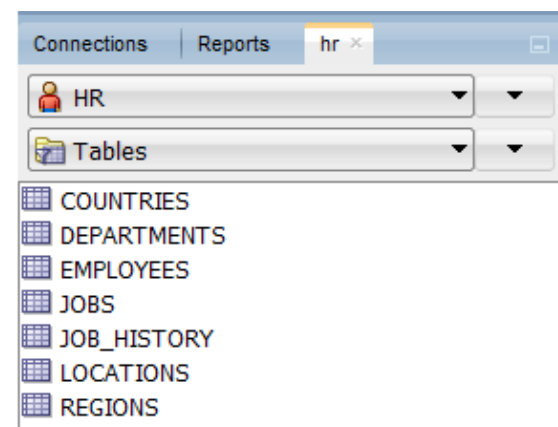 Connections Reports hr
HR
Tables
COUNTRIES
DEPARTMENTS
EMPLOYEES
JOBS
JOB_HISTORY
LOCATIONS
REGIONS